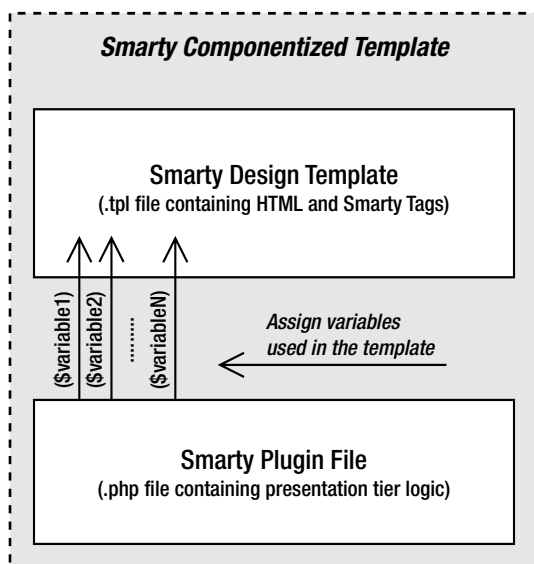 Smarty Componentized Template
Smarty Design Template
(.tpl file containing HTML and Smarty Tags)
($variable1)
($variable2)
..........
($variableN)
Assign variables
used in the template
Smarty Plugin File
(.php file containing presentation tier logic)